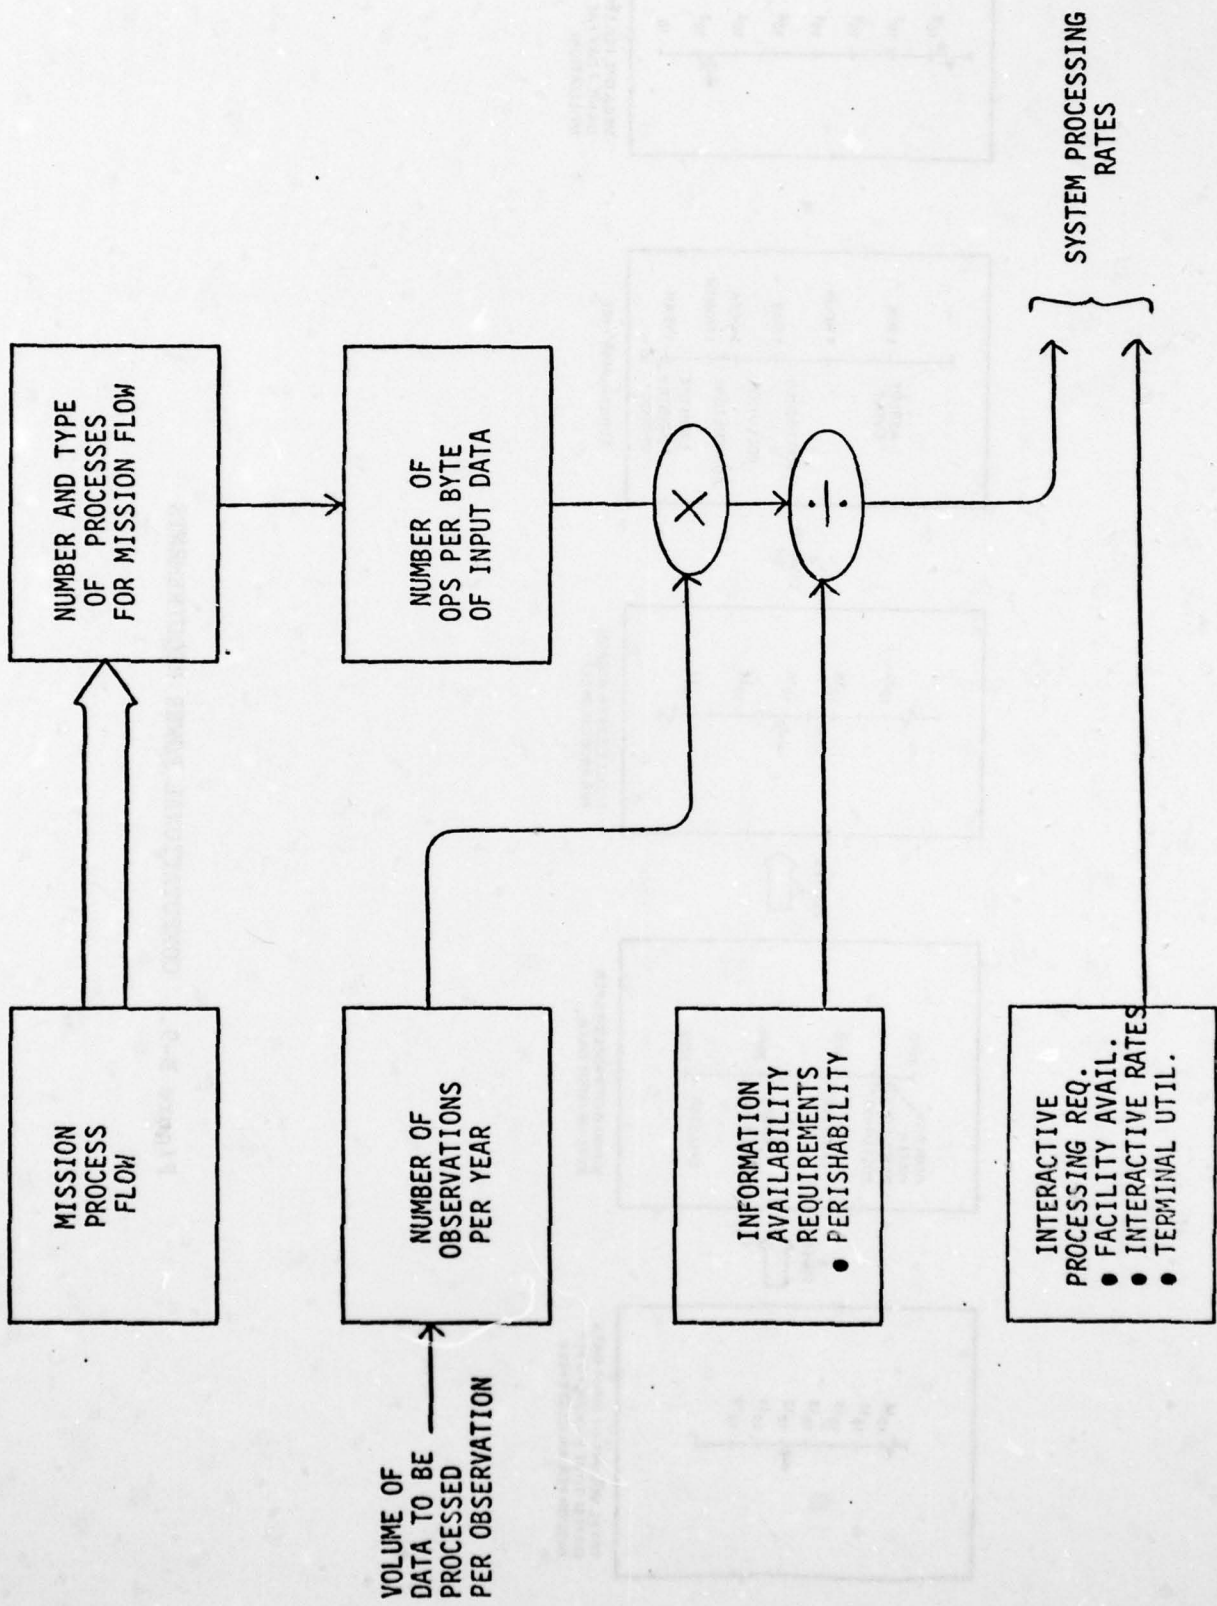 MISSION
PROCESS
FLOW
NUMBER AND TYPE
OF PROCESSES
FOR MISSION FLOW
VOLUME OF
DATA TO BE
PROCESSED
PER OBSERVATION
NUMBER OF
OBSERVATIONS
PER YEAR
NUMBER OF
OPS PER BYTE
OF INPUT DATA
×
INFORMATION
AVAILABILITY
REQUIREMENTS
• PERISHABILITY
÷
INTERACTIVE
PROCESSING REQ.
• FACILITY AVAIL.
• INTERACTIVE RATES
• TERMINAL UTIL.
SYSTEM PROCESSING
RATES